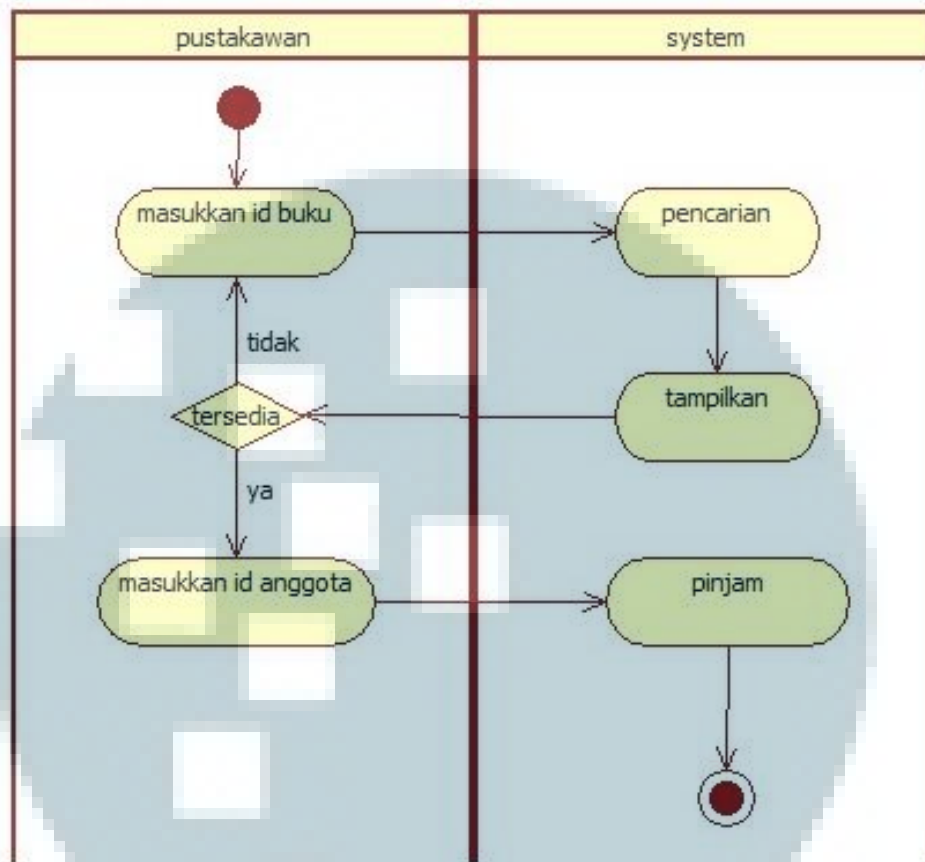 pustakawan
system
masukkan id buku
pencarian
tidak
tampilkan
tersedia
ya
masukkan id anggota
pinjam